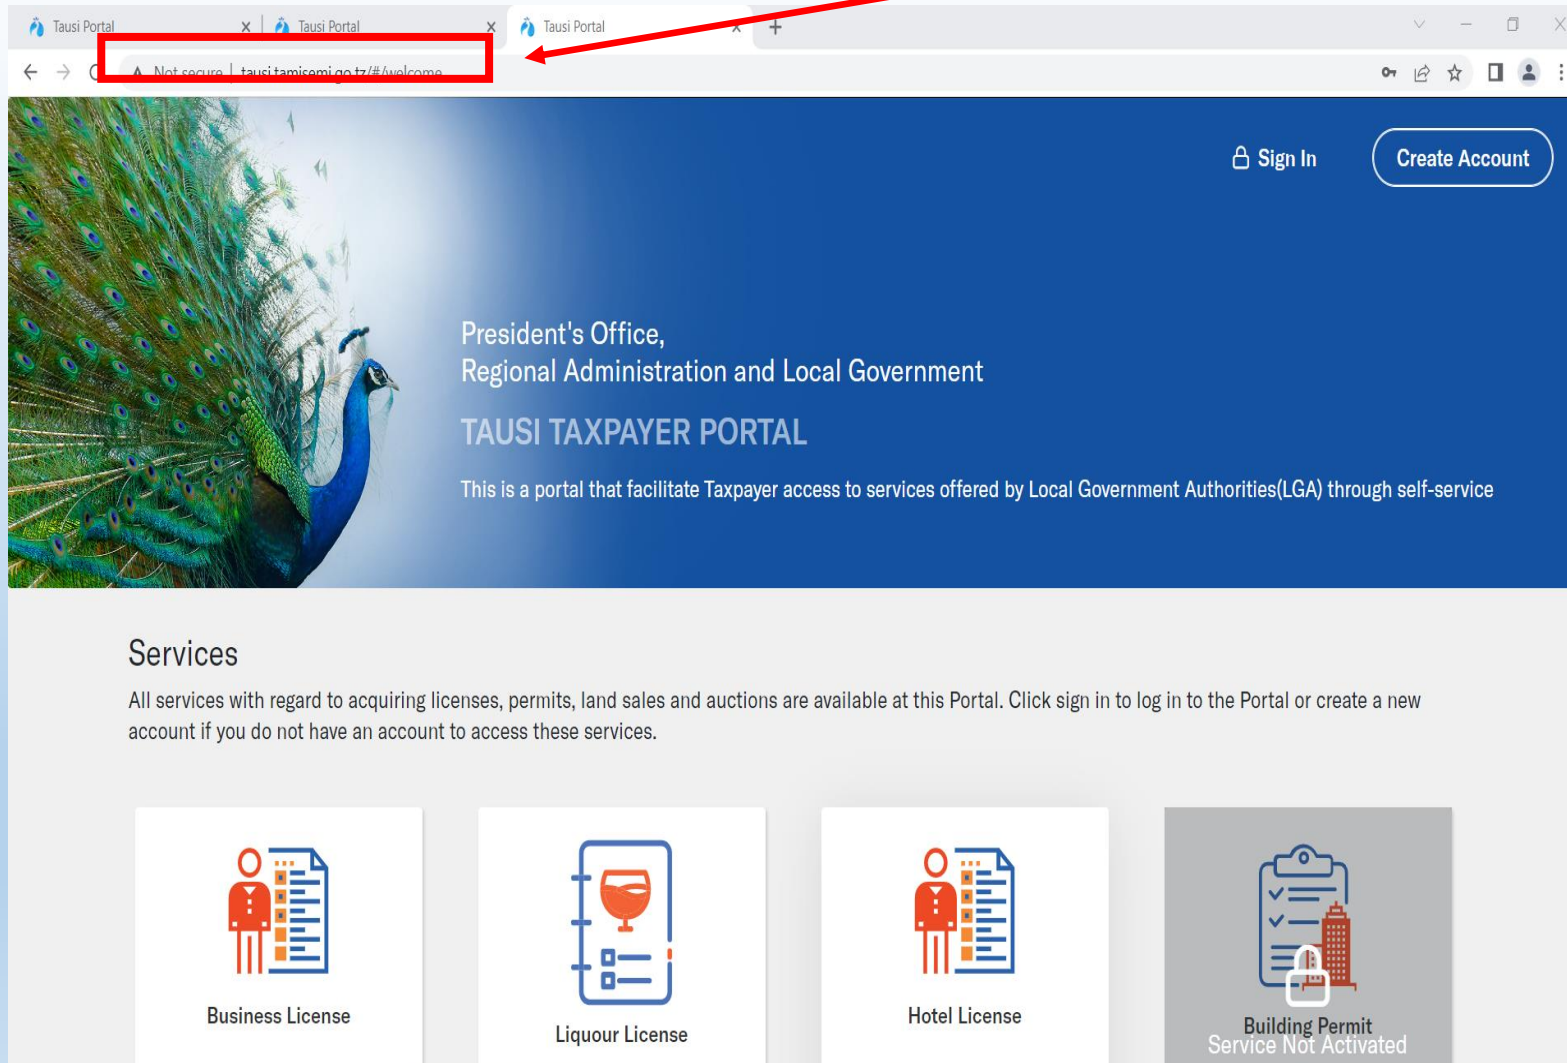 Tausi Portal
Tausi Portal
Tausi Portal
Not secure | tausi.tamisemi.go.tz/#/welcome
Sign In
Create Account
President's Office,
Regional Administration and Local Government
TAUSI TAXPAYER PORTAL
This is a portal that facilitate Taxpayer access to services offered by Local Government Authorities(LGA) through self-service
Services
All services with regard to acquiring licenses, permits, land sales and auctions are available at this Portal. Click sign in to log in to the Portal or create a new
account if you do not have an account to access these services.
Business License
Liquour License
Hotel License
Building Permit
Service Not Activated